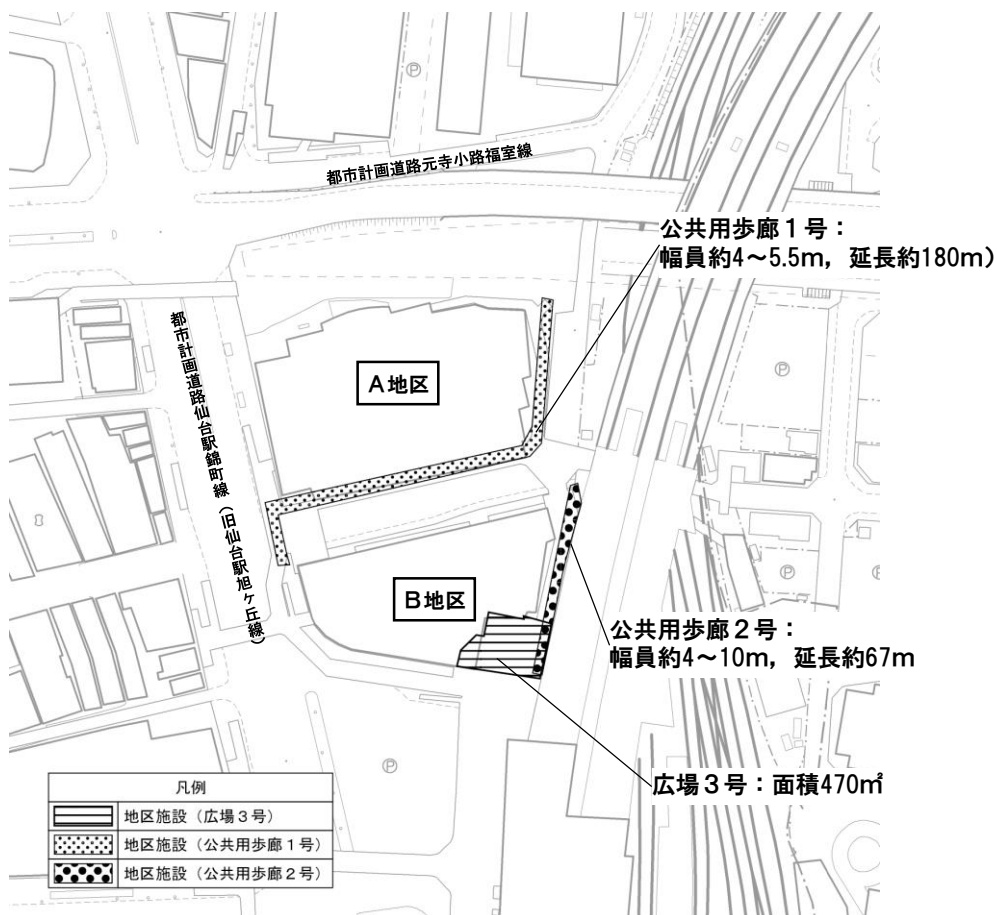 Ⓟ
都市計画道路元寺小路福室線
公共用歩廊１号：
幅員約4～5.5m，延長約180m）
都市計画道路仙台駅錦町線（旧仙台駅旭ヶ丘線）
Ａ地区
Ⓟ
Ⓟ
Ⓟ
Ｂ地区
公共用歩廊２号：
幅員約4～10m，延長約67m
Ⓟ
広場３号：面積470㎡
凡例
地区施設（広場３号）
地区施設（公共用歩廊１号）
地区施設（公共用歩廊２号）